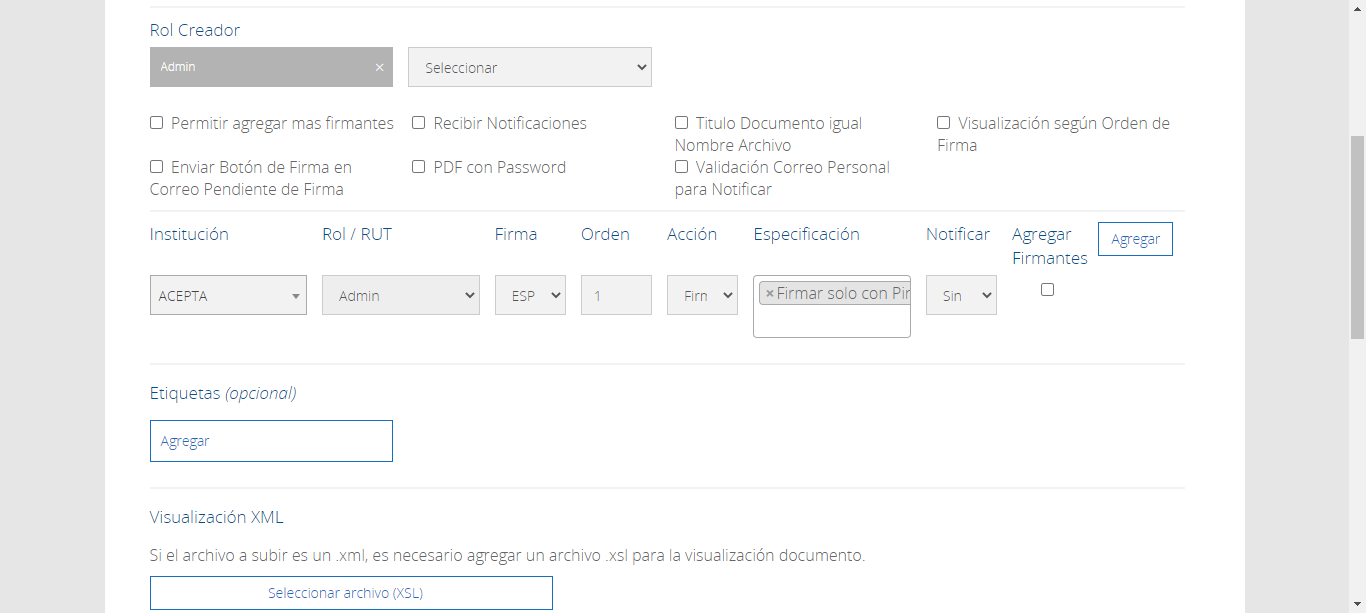 Rol Creador
Admin × Seleccionar
Permitir agregar mas firmantes Recibir Notificaciones Titulo Documento igual Nombre Archivo Visualización según Orden de Firma
Enviar Botón de Firma en Correo Pendiente de Firma PDF con Password Validación Correo Personal para Notificar
Institución Rol / RUT Firma Orden Acción Especificación Notificar Agregar Firmantes Agregar
ACEPTA Admin ESP 1 Firn × Firmar solo con Pin Sin
Etiquetas (opcional)
Agregar
Visualización XML
Si el archivo a subir es un .xml, es necesario agregar un archivo .xsl para la visualización documento.
Seleccionar archivo (XSL)